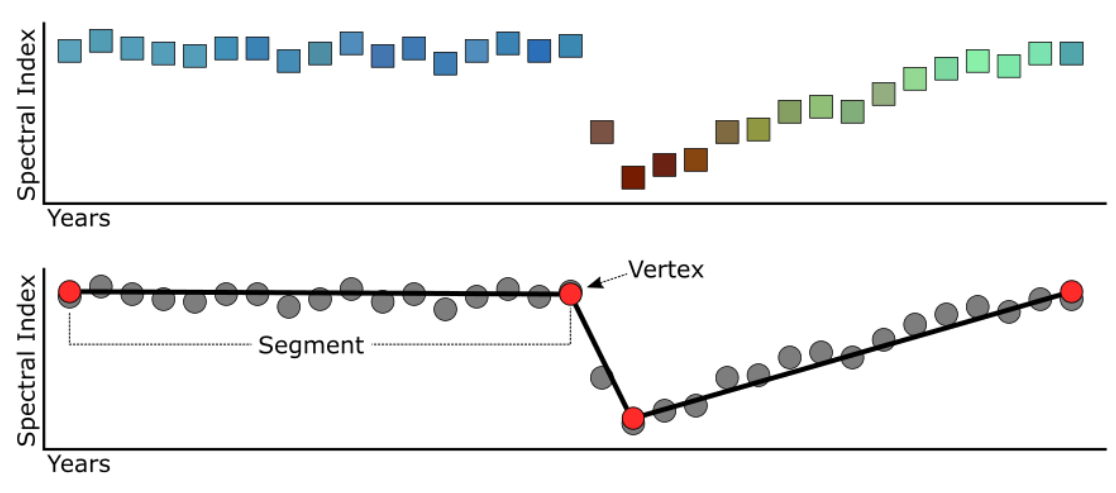 Spectral Index
Years
Spectral Index
Vertex
Segment
Years